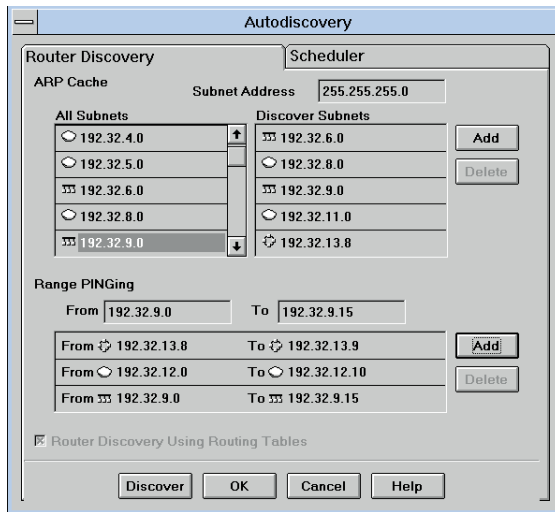 Autodiscovery
Router Discovery
Scheduler
ARP Cache
Subnet Address 255.255.255.0
All Subnets
192.32.4.0
192.32.5.0
192.32.6.0
192.32.8.0
192.32.9.0
Discover Subnets
192.32.6.0
192.32.8.0
192.32.9.0
192.32.11.0
192.32.13.8
Add
Delete
Range PINGing
From 192.32.9.0 To 192.32.9.15
From 192.32.13.8 To 192.32.13.9
From 192.32.12.0 To 192.32.12.10
From 192.32.9.0 To 192.32.9.15
Add
Delete
Router Discovery Using Routing Tables
Discover OK Cancel Help